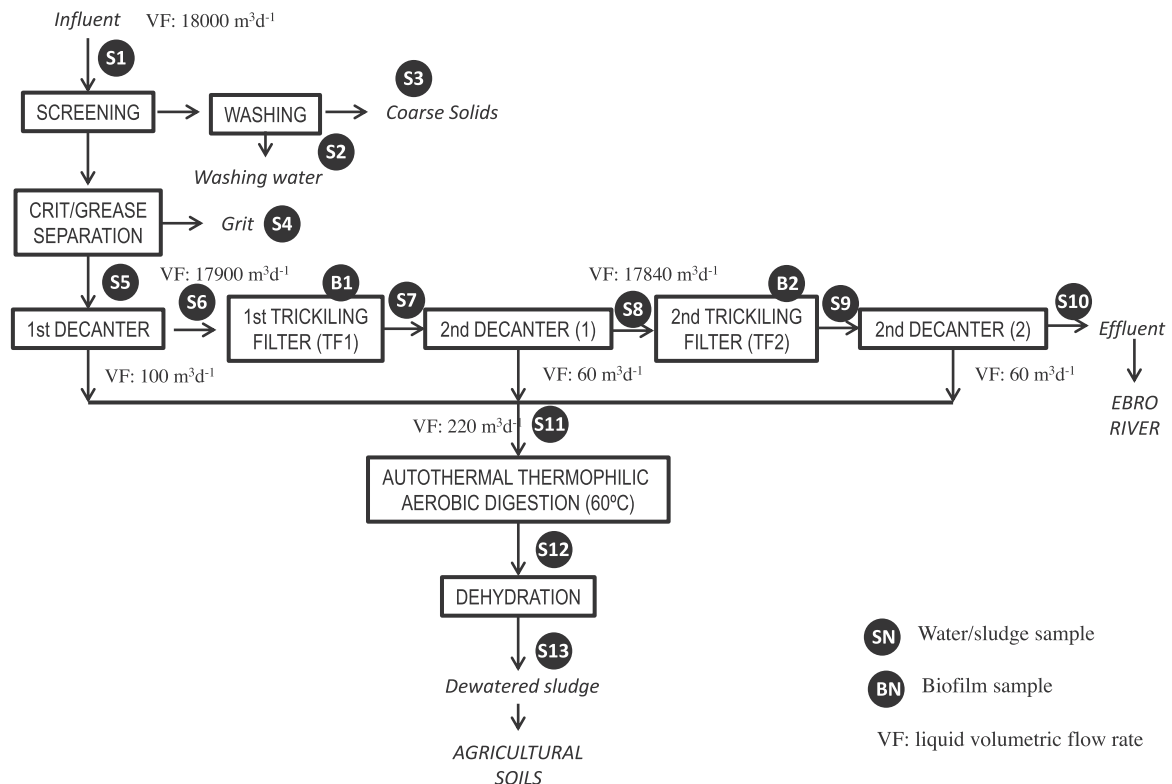 Influent
VF: 18000 m³d⁻¹
S1
S3
SCREENING
WASHING
Coarse Solids
S2
Washing water
CRIT/GREASE
SEPARATION
Grit
S4
S5
VF: 17900 m³d⁻¹
VF: 17840 m³d⁻¹
S6
B1
S7
S8
B2
S9
S10
1st DECANTER
1st TRICKILING
FILTER (TF1)
2nd DECANTER (1)
2nd TRICKILING
FILTER (TF2)
2nd DECANTER (2)
Effluent
VF: 100 m³d⁻¹
VF: 60 m³d⁻¹
VF: 60 m³d⁻¹
EBRO
RIVER
VF: 220 m³d⁻¹
S11
AUTOTHERMAL THERMOPHILIC
AEROBIC DIGESTION (60ºC)
S12
DEHYDRATION
S13
Dewatered sludge
AGRICULTURAL
SOILS
SN
Water/sludge sample
BN
Biofilm sample
VF: liquid volumetric flow rate